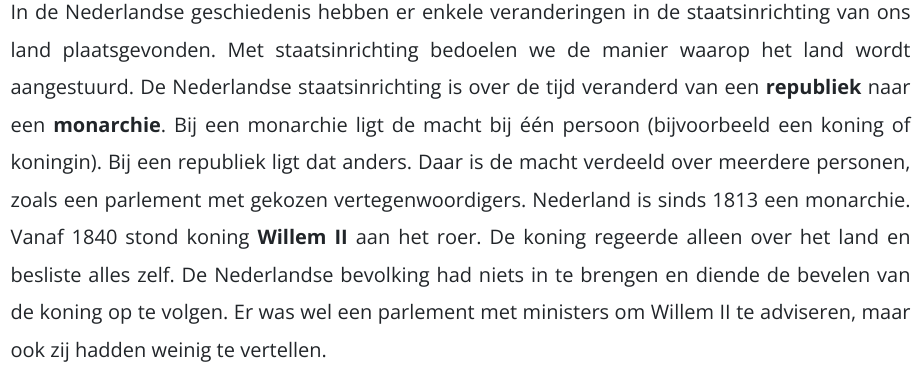 In de Nederlandse geschiedenis hebben er enkele veranderingen in de staatsinrichting van ons
land plaatsgevonden. Met staatsinrichting bedoelen we de manier waarop het land wordt
aangestuurd. De Nederlandse staatsinrichting is over de tijd veranderd van een republiek naar
een monarchie. Bij een monarchie ligt de macht bij één persoon (bijvoorbeeld een koning of
koningin). Bij een republiek ligt dat anders. Daar is de macht verdeeld over meerdere personen,
zoals een parlement met gekozen vertegenwoordigers. Nederland is sinds 1813 een monarchie.
Vanaf 1840 stond koning Willem II aan het roer. De koning regeerde alleen over het land en
besliste alles zelf. De Nederlandse bevolking had niets in te brengen en diende de bevelen van
de koning op te volgen. Er was wel een parlement met ministers om Willem II te adviseren, maar
ook zij hadden weinig te vertellen.